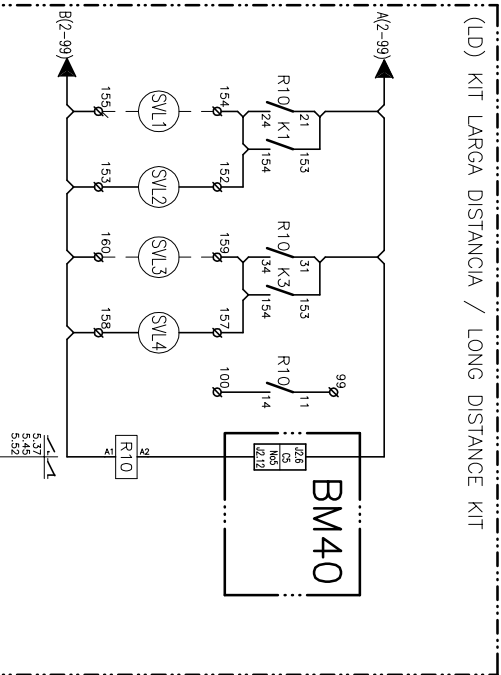 (LD) KIT LARGA DISTANCIA / LONG DISTANCE KIT
A(2-99)
99
BM40
21 153 31 153 11
J2.6
C5
No5
J2.12
R10 K1 R10 K3 R10
24 154 34 154 14
154 152 159 157 100
SVL1 SVL2 SVL3 SVL4
A2
R10
A1
155 153 160 158
B(2-99)
5.37
5.45
5.52